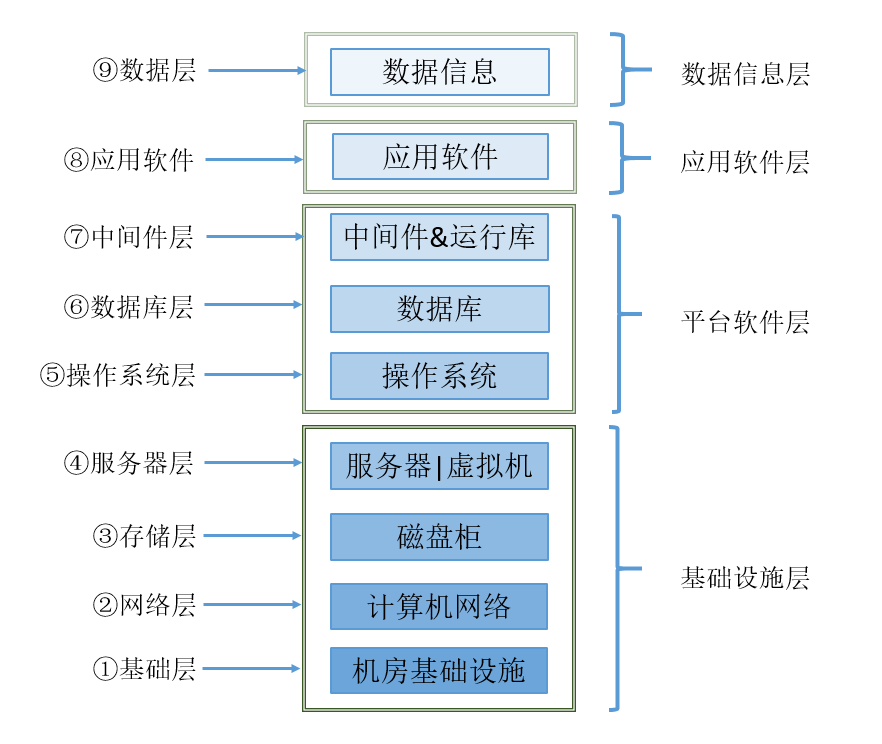 ⑨数据层
数据信息
数据信息层
⑧应用软件
应用软件
应用软件层
⑦中间件层
中间件&运行库
⑥数据库层
数据库
平台软件层
⑤操作系统层
操作系统
④服务器层
服务器|虚拟机
③存储层
磁盘柜
基础设施层
②网络层
计算机网络
①基础层
机房基础设施